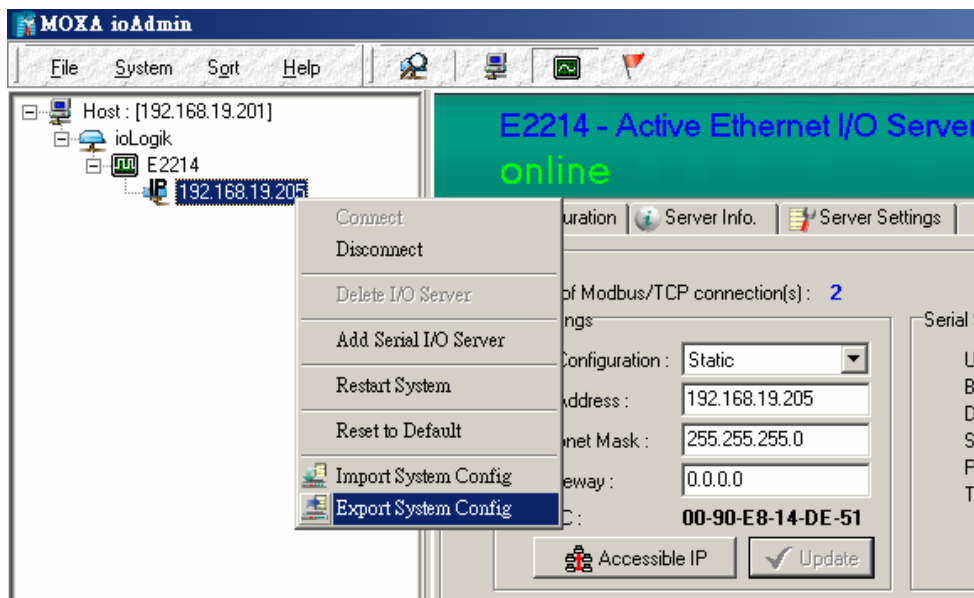 MOXA ioAdmin
File System Sort Help
Host : [192.168.19.201]
ioLogik
E2214
192.168.19.205
E2214 - Active Ethernet I/O Server
online
Connect
Disconnect
Delete I/O Server
Add Serial I/O Server
Restart System
Reset to Default
Import System Config
Export System Config
uration Server Info. Server Settings
of Modbus/TCP connection(s) : 2
ngs
Configuration : Static
Address : 192.168.19.205
net Mask : 255.255.255.0
eway : 0.0.0.0
C : 00-90-E8-14-DE-51
Accessible IP Update
Serial
U
B
D
S
P
T